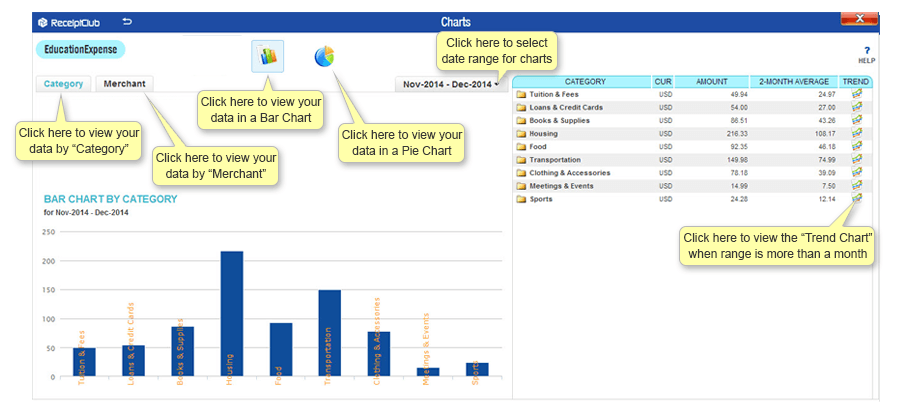 ReceiptClub
Charts
X
EducationExpense
Click here to select
date range for charts
?
HELP
Category
Merchant
Nov-2014 - Dec-2014
Click here to view your
data in a Bar Chart
Click here to view your
data in a Pie Chart
Click here to view your
data by “Category”
Click here to view your
data by “Merchant”
CATEGORY CUR AMOUNT 2-MONTH AVERAGE TREND
Tuition & Fees USD 49.94 24.97
Loans & Credit Cards USD 54.00 27.00
Books & Supplies USD 86.51 43.26
Housing USD 216.33 108.17
Food USD 92.35 46.18
Transportation USD 149.98 74.99
Clothing & Accessories USD 78.18 39.09
Meetings & Events USD 14.99 7.50
Sports USD 24.28 12.14
Click here to view the “Trend Chart”
when range is more than a month
BAR CHART BY CATEGORY
for Nov-2014 - Dec-2014
250
200
150
100
50
0
Tuition & Fees
Loans & Credit Cards
Books & Supplies
Housing
Food
Transportation
Clothing & Accessories
Meetings & Events
Sports